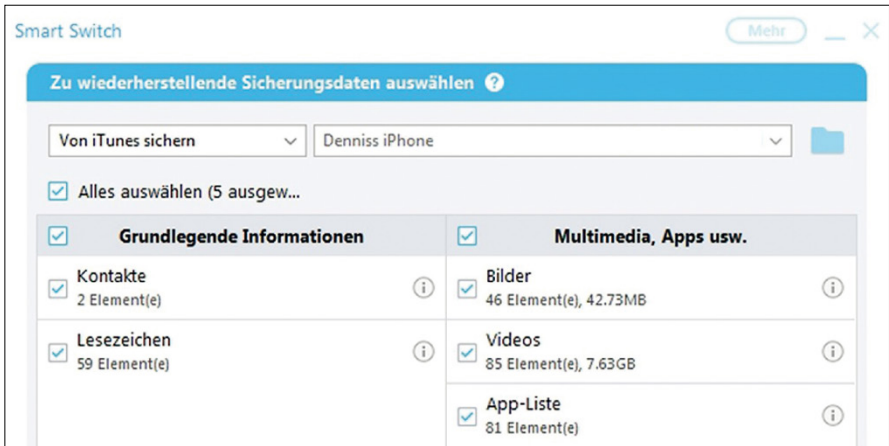 Smart Switch
Mehr
Zu wiederherstellende Sicherungsdaten auswählen ?
Von iTunes sichern
Denniss iPhone
Alles auswählen (5 ausgew...
Grundlegende Informationen
Kontakte
2 Element(e)
Lesezeichen
59 Element(e)
Multimedia, Apps usw.
Bilder
46 Element(e), 42.73MB
Videos
85 Element(e), 7.63GB
App-Liste
81 Element(e)